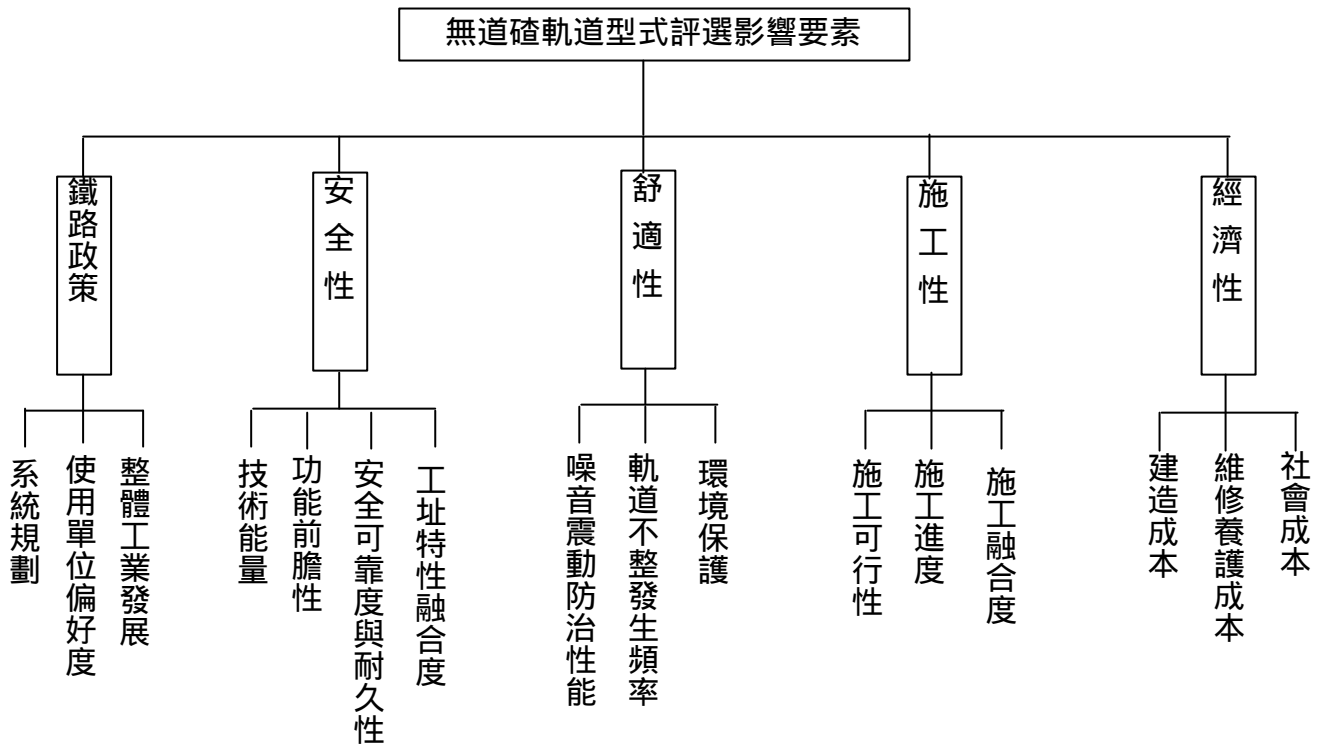 無道碴軌道型式評選影響要素
鐵路政策
安全性
舒適性
施工性
經濟性
系統規劃
使用單位偏好度
整體工業發展
技術能量
功能前膽性
安全可靠度與耐久性
工址特性融合度
噪音震動防治性能
軌道不整發生頻率
環境保護
施工可行性
施工進度
施工融合度
建造成本
維修養護成本
社會成本